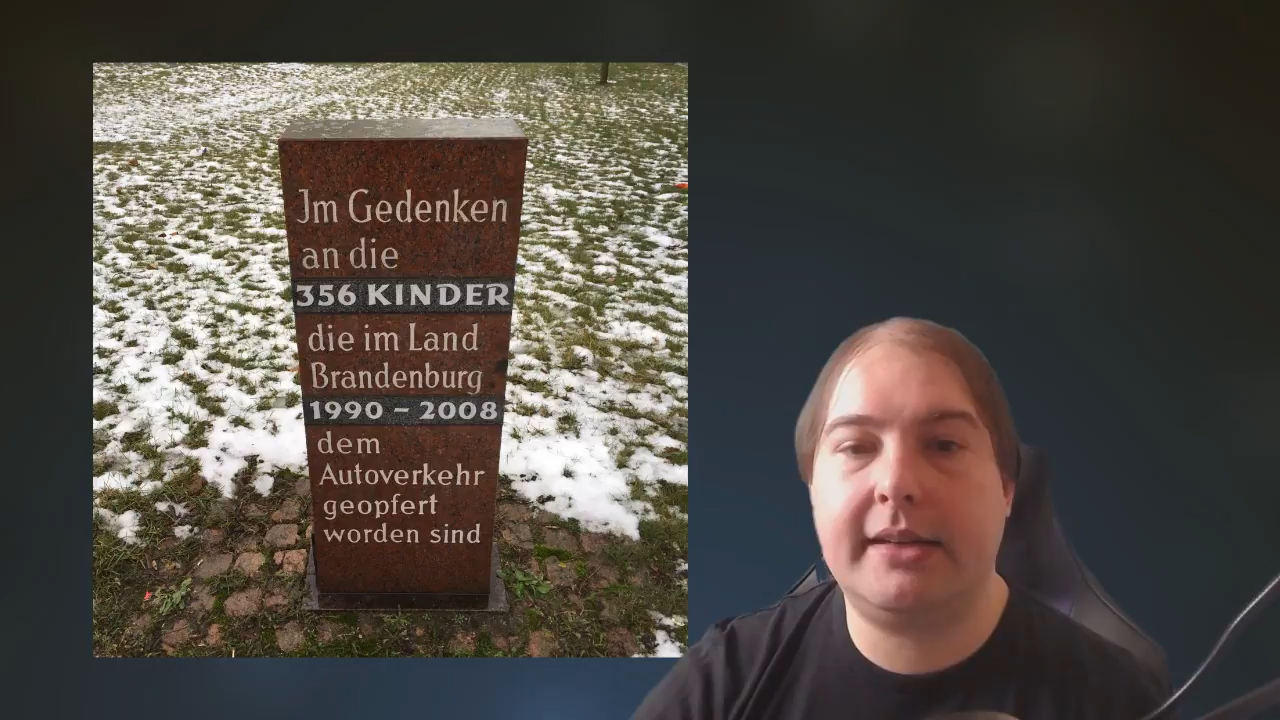 Im Gedenken
an die
356 KINDER
die im Land
Brandenburg
1990 – 2008
dem
Autoverkehr
geopfert
worden sind